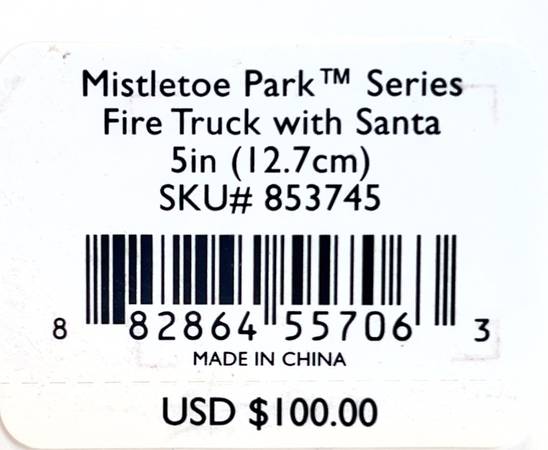 Mistletoe Park™ Series
Fire Truck with Santa
5in (12.7cm)
SKU# 853745
8 82864 55706 3
MADE IN CHINA
USD $100.00